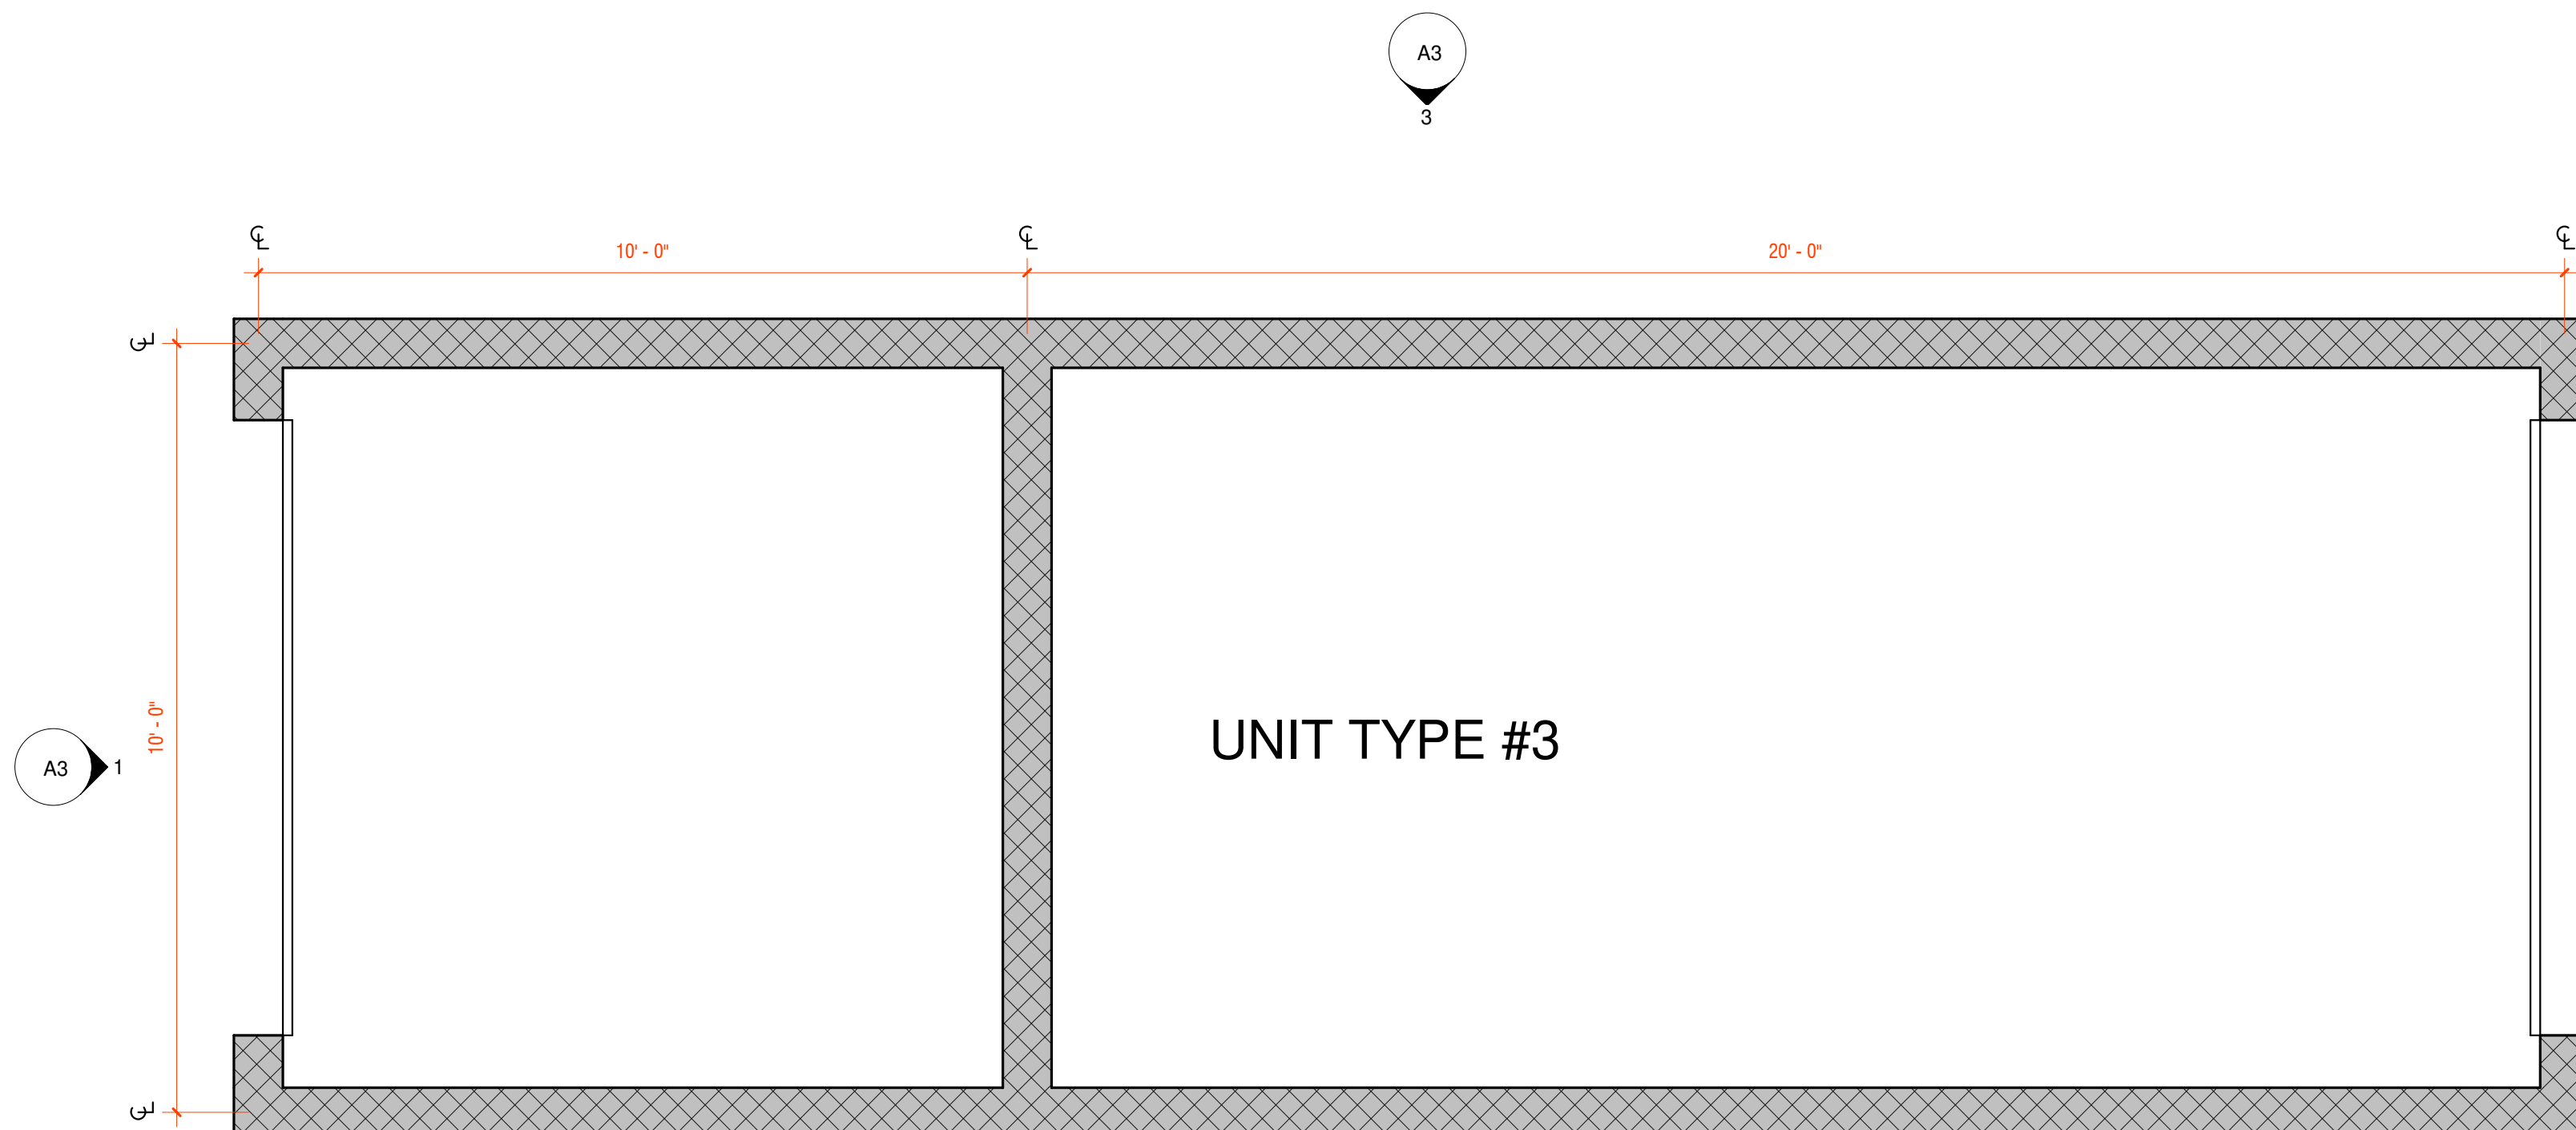 A3
3
℄ ℄ ℄
10' - 0" 20' - 0"
℄
10' - 0"
UNIT TYPE #3
A3 1
℄